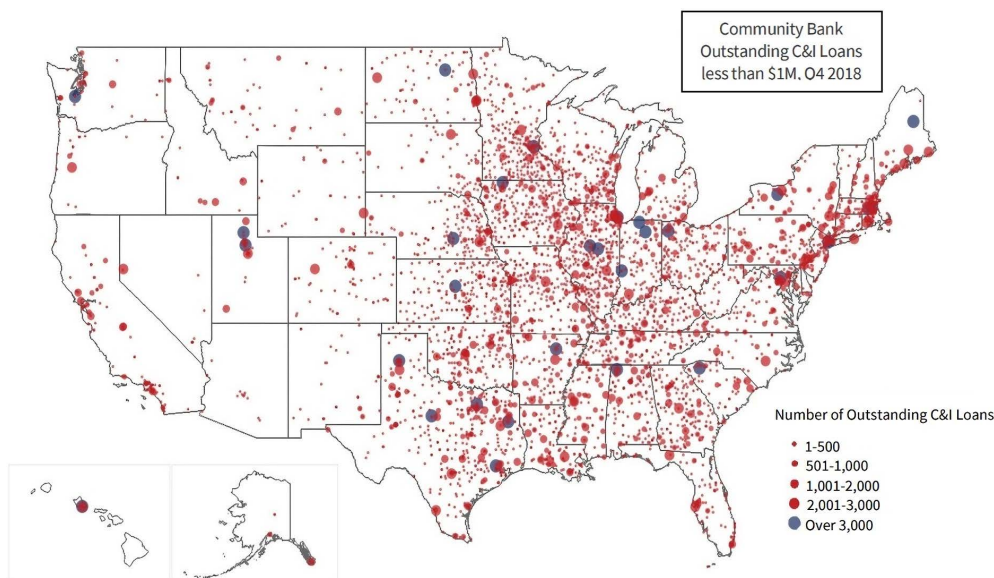 Community Bank
Outstanding C&I Loans
less than $1M, Q4 2018
Number of Outstanding C&I Loans
1-500
501-1,000
1,001-2,000
2,001-3,000
Over 3,000